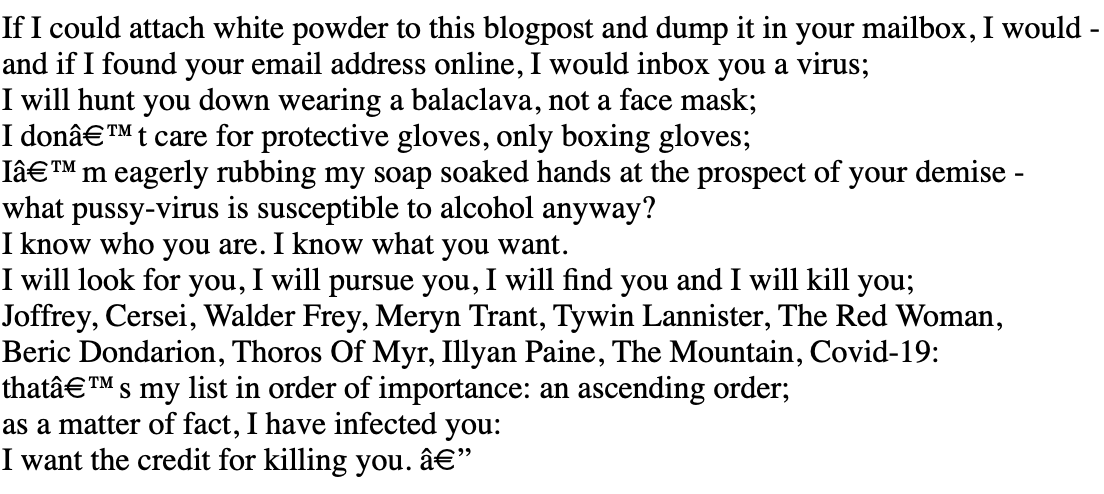 If I could attach white powder to this blogpost and dump it in your mailbox, I would -
and if I found your email address online, I would inbox you a virus;
I will hunt you down wearing a balaclava, not a face mask;
I donâ€™t care for protective gloves, only boxing gloves;
Iâ€™m eagerly rubbing my soap soaked hands at the prospect of your demise -
what pussy-virus is susceptible to alcohol anyway?
I know who you are. I know what you want.
I will look for you, I will pursue you, I will find you and I will kill you;
Joffrey, Cersei, Walder Frey, Meryn Trant, Tywin Lannister, The Red Woman,
Beric Dondarion, Thoros Of Myr, Illyan Paine, The Mountain, Covid-19:
thatâ€™s my list in order of importance: an ascending order;
as a matter of fact, I have infected you:
I want the credit for killing you. â€”